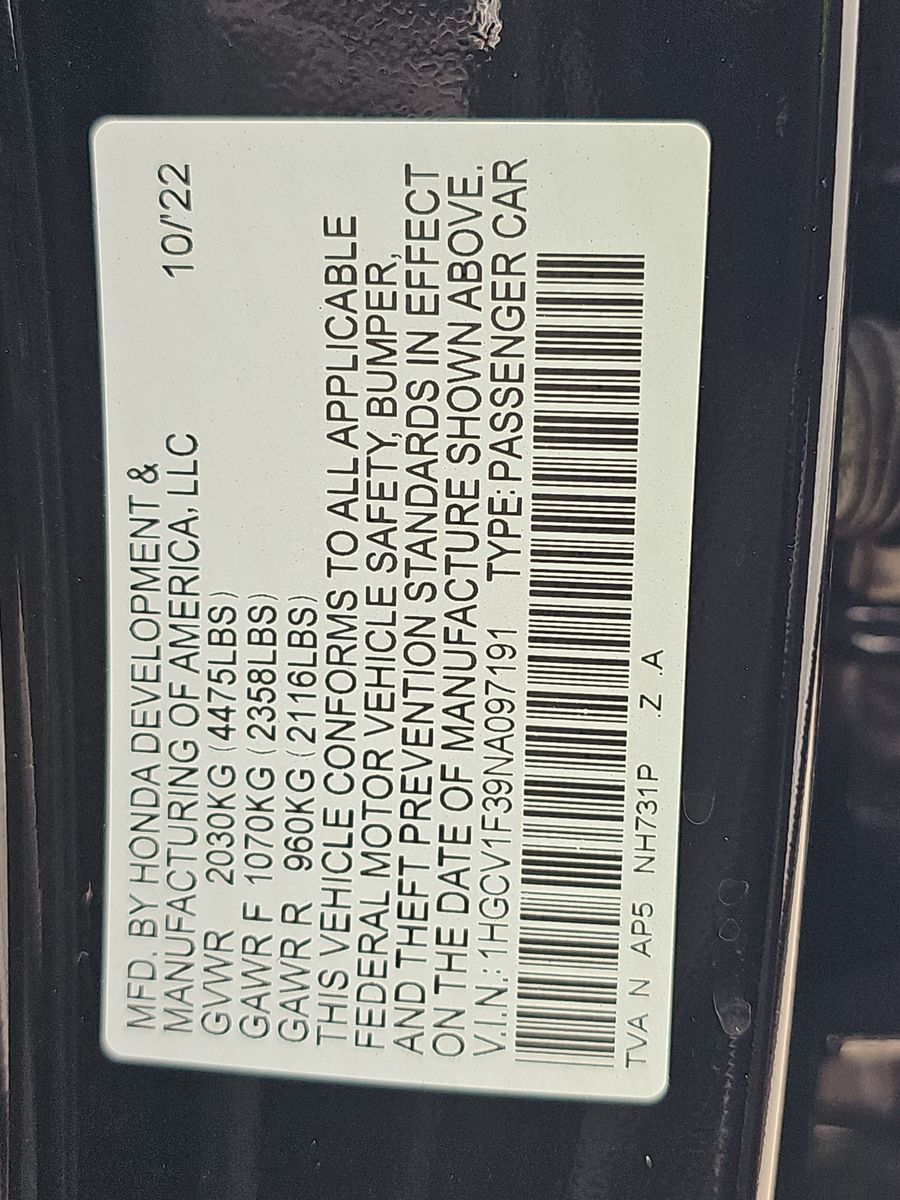 MFD. BY HONDA DEVELOPMENT &
MANUFACTURING OF AMERICA, LLC 10/'22
GVWR 2030KG (4475LBS)
GAWR F 1070KG (2358LBS)
GAWR R 960KG (2116LBS)
THIS VEHICLE CONFORMS TO ALL APPLICABLE
FEDERAL MOTOR VEHICLE SAFETY, BUMPER,
AND THEFT PREVENTION STANDARDS IN EFFECT
ON THE DATE OF MANUFACTURE SHOWN ABOVE.
V.I.N.: 1HGCV1F39NA097191 TYPE: PASSENGER CAR
TVA N AP5 NH731P .Z .A